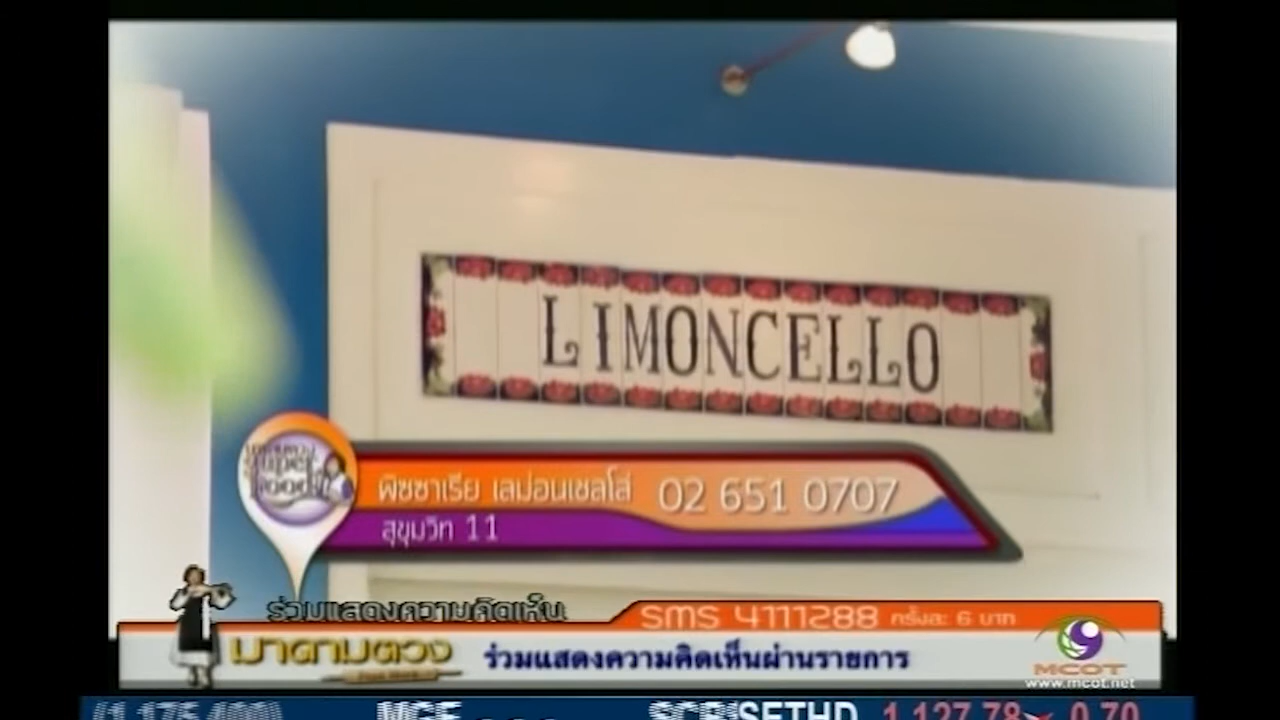 LIMONCELLO
พิซซาเรีย เลม่อนเชลโล่ 02 651 0707
สุขุมวิท 11
ร่วมแสดงความคิดเห็น SMS 4111288 ครั้งละ 6 บาท
มาดามตวง ร่วมแสดงความคิดเห็นผ่านรายการ
MCOT
www.mcot.net
1,127.78 0.70